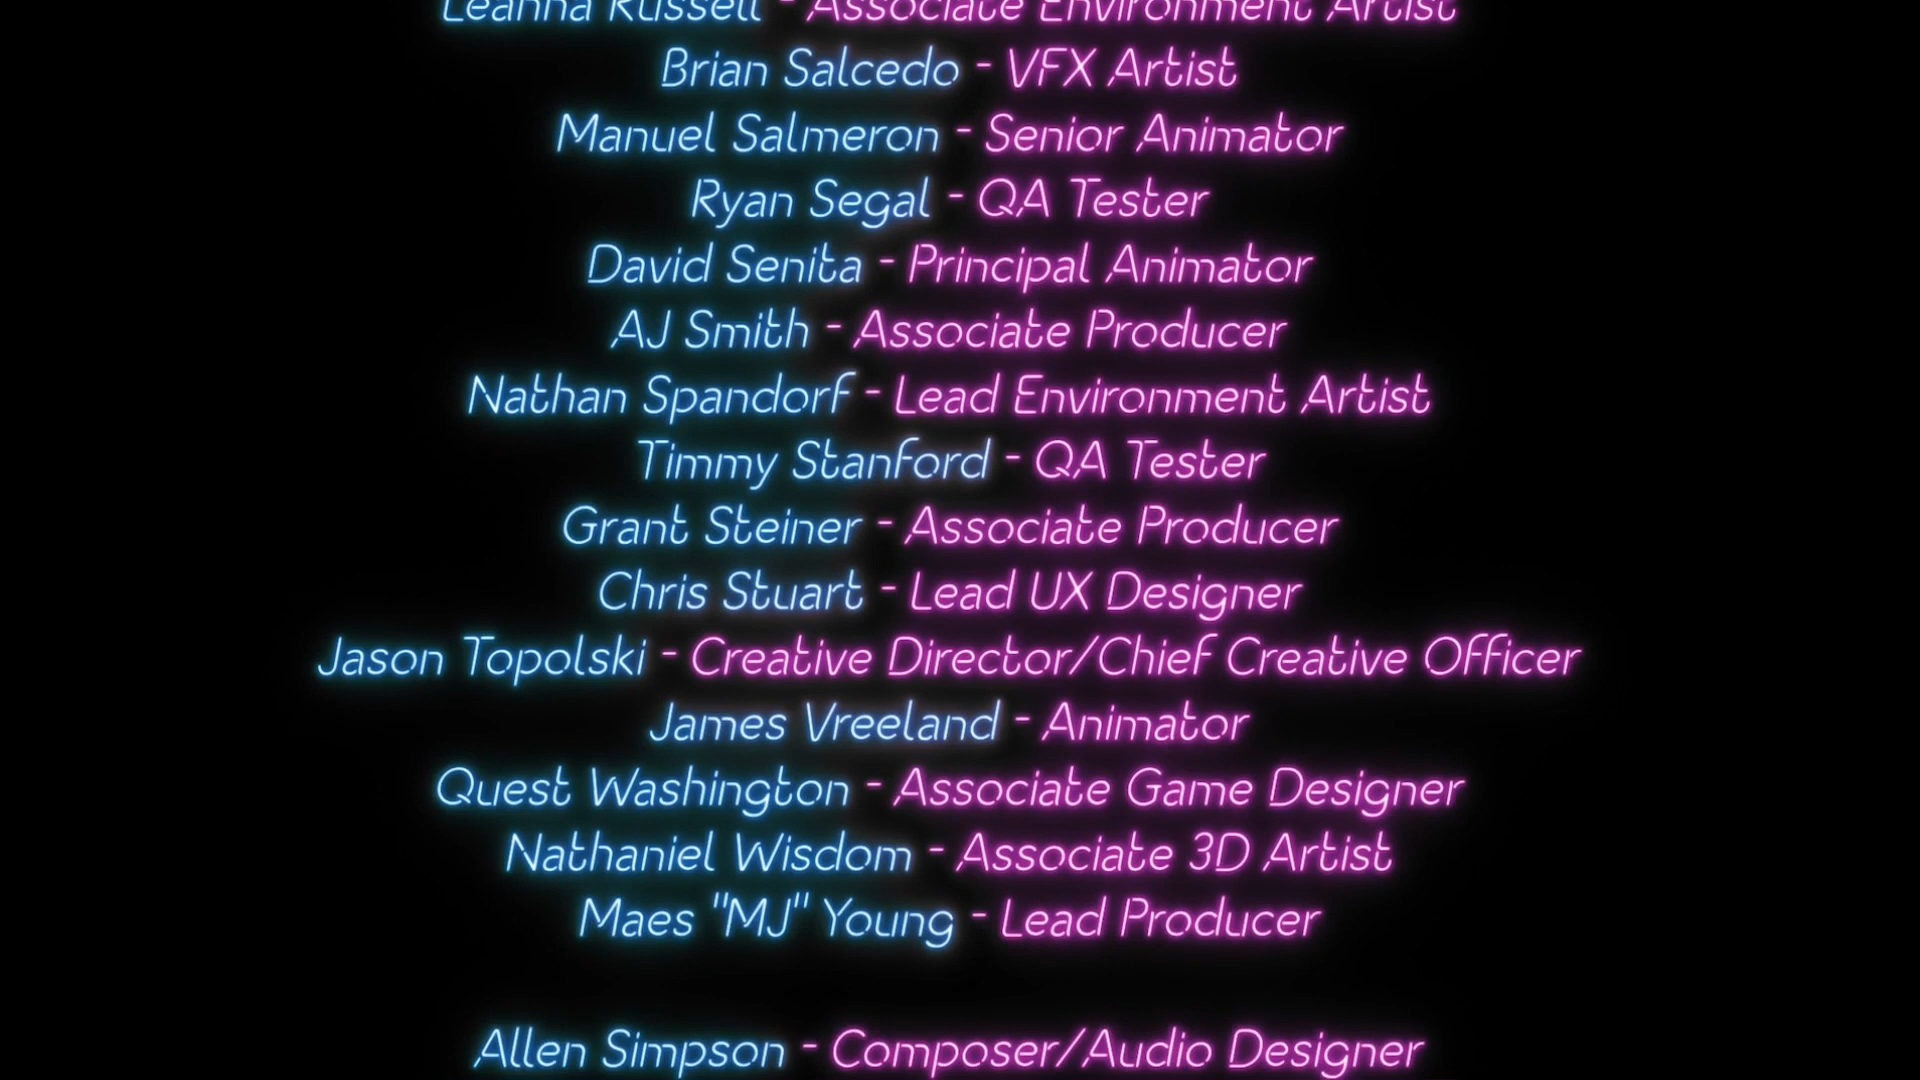 Leanna Russell - Associate Environment Artist
Brian Salcedo - VFX Artist
Manuel Salmeron - Senior Animator
Ryan Segal - QA Tester
David Senita - Principal Animator
AJ Smith - Associate Producer
Nathan Spandorf - Lead Environment Artist
Timmy Stanford - QA Tester
Grant Steiner - Associate Producer
Chris Stuart - Lead UX Designer
Jason Topolski - Creative Director/Chief Creative Officer
James Vreeland - Animator
Quest Washington - Associate Game Designer
Nathaniel Wisdom - Associate 3D Artist
Maes "MJ" Young - Lead Producer
Allen Simpson - Composer/Audio Designer